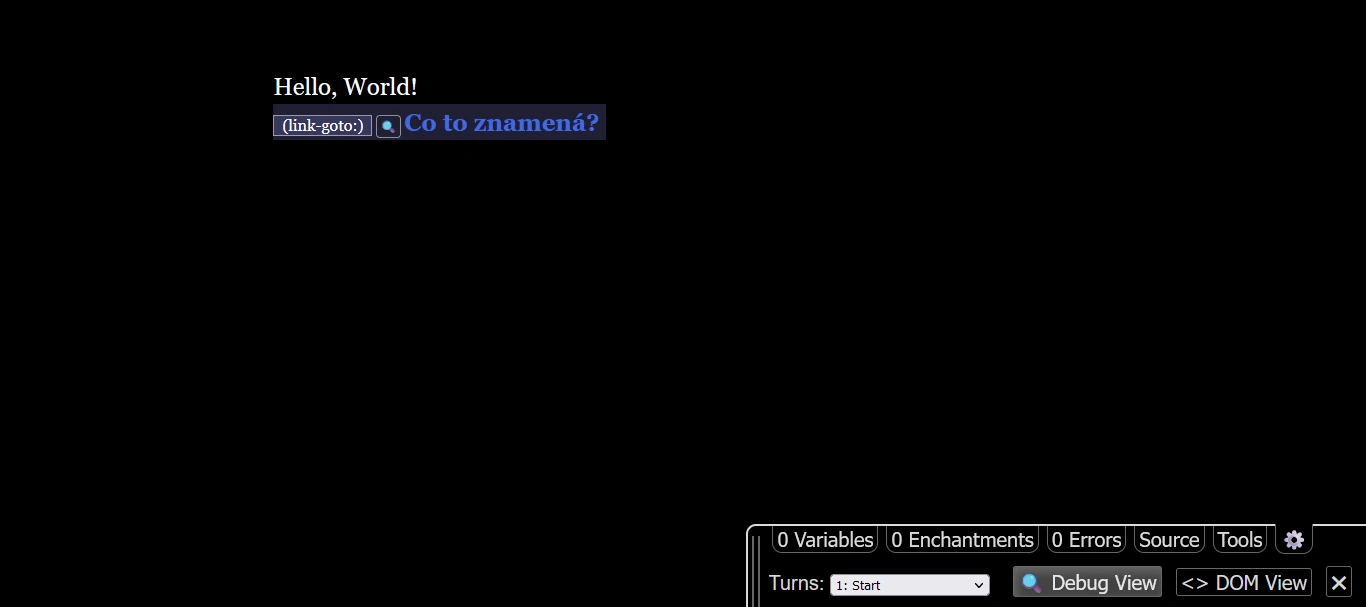 Hello, World!
(link-goto:) Co to znamená?
0 Variables 0 Enchantments 0 Errors Source Tools
Turns: 1: Start Debug View <> DOM View ×